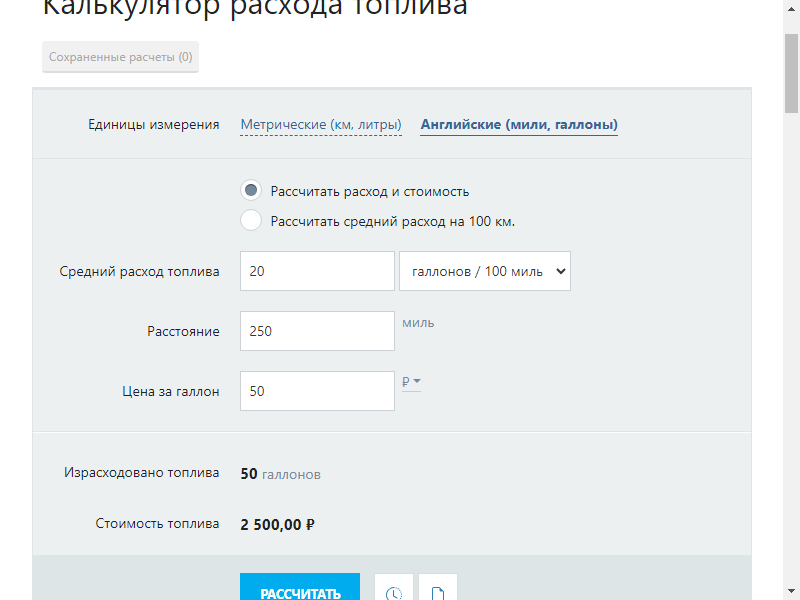 Калькулятор расхода топлива
Сохраненные расчеты (0)
Единицы измерения Метрические (км, литры) Английские (мили, галлоны)
Рассчитать расход и стоимость
Рассчитать средний расход на 100 км.
Средний расход топлива 20 галлонов / 100 миль
Расстояние 250 миль
Цена за галлон 50 ₽
Израсходовано топлива 50 галлонов
Стоимость топлива 2 500,00 ₽
РАССЧИТАТЬ